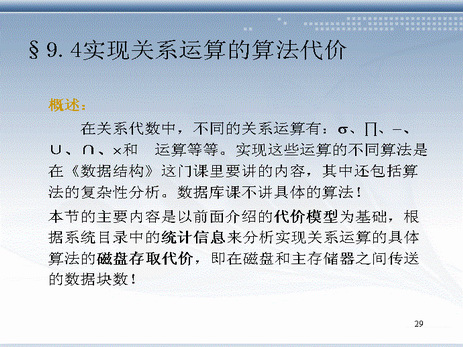 §9.4实现关系运算的算法代价
概述：
在关系代数中，不同的关系运算有：σ、∏、–、
∪、∩、×和 运算等等。实现这些运算的不同算法是
在《数据结构》这门课里要讲的内容，其中还包括算
法的复杂性分析。数据库课不讲具体的算法！
本节的主要内容是以前面介绍的代价模型为基础，根
据系统目录中的统计信息来分析实现关系运算的具体
算法的磁盘存取代价，即在磁盘和主存储器之间传送
的数据块数！
29